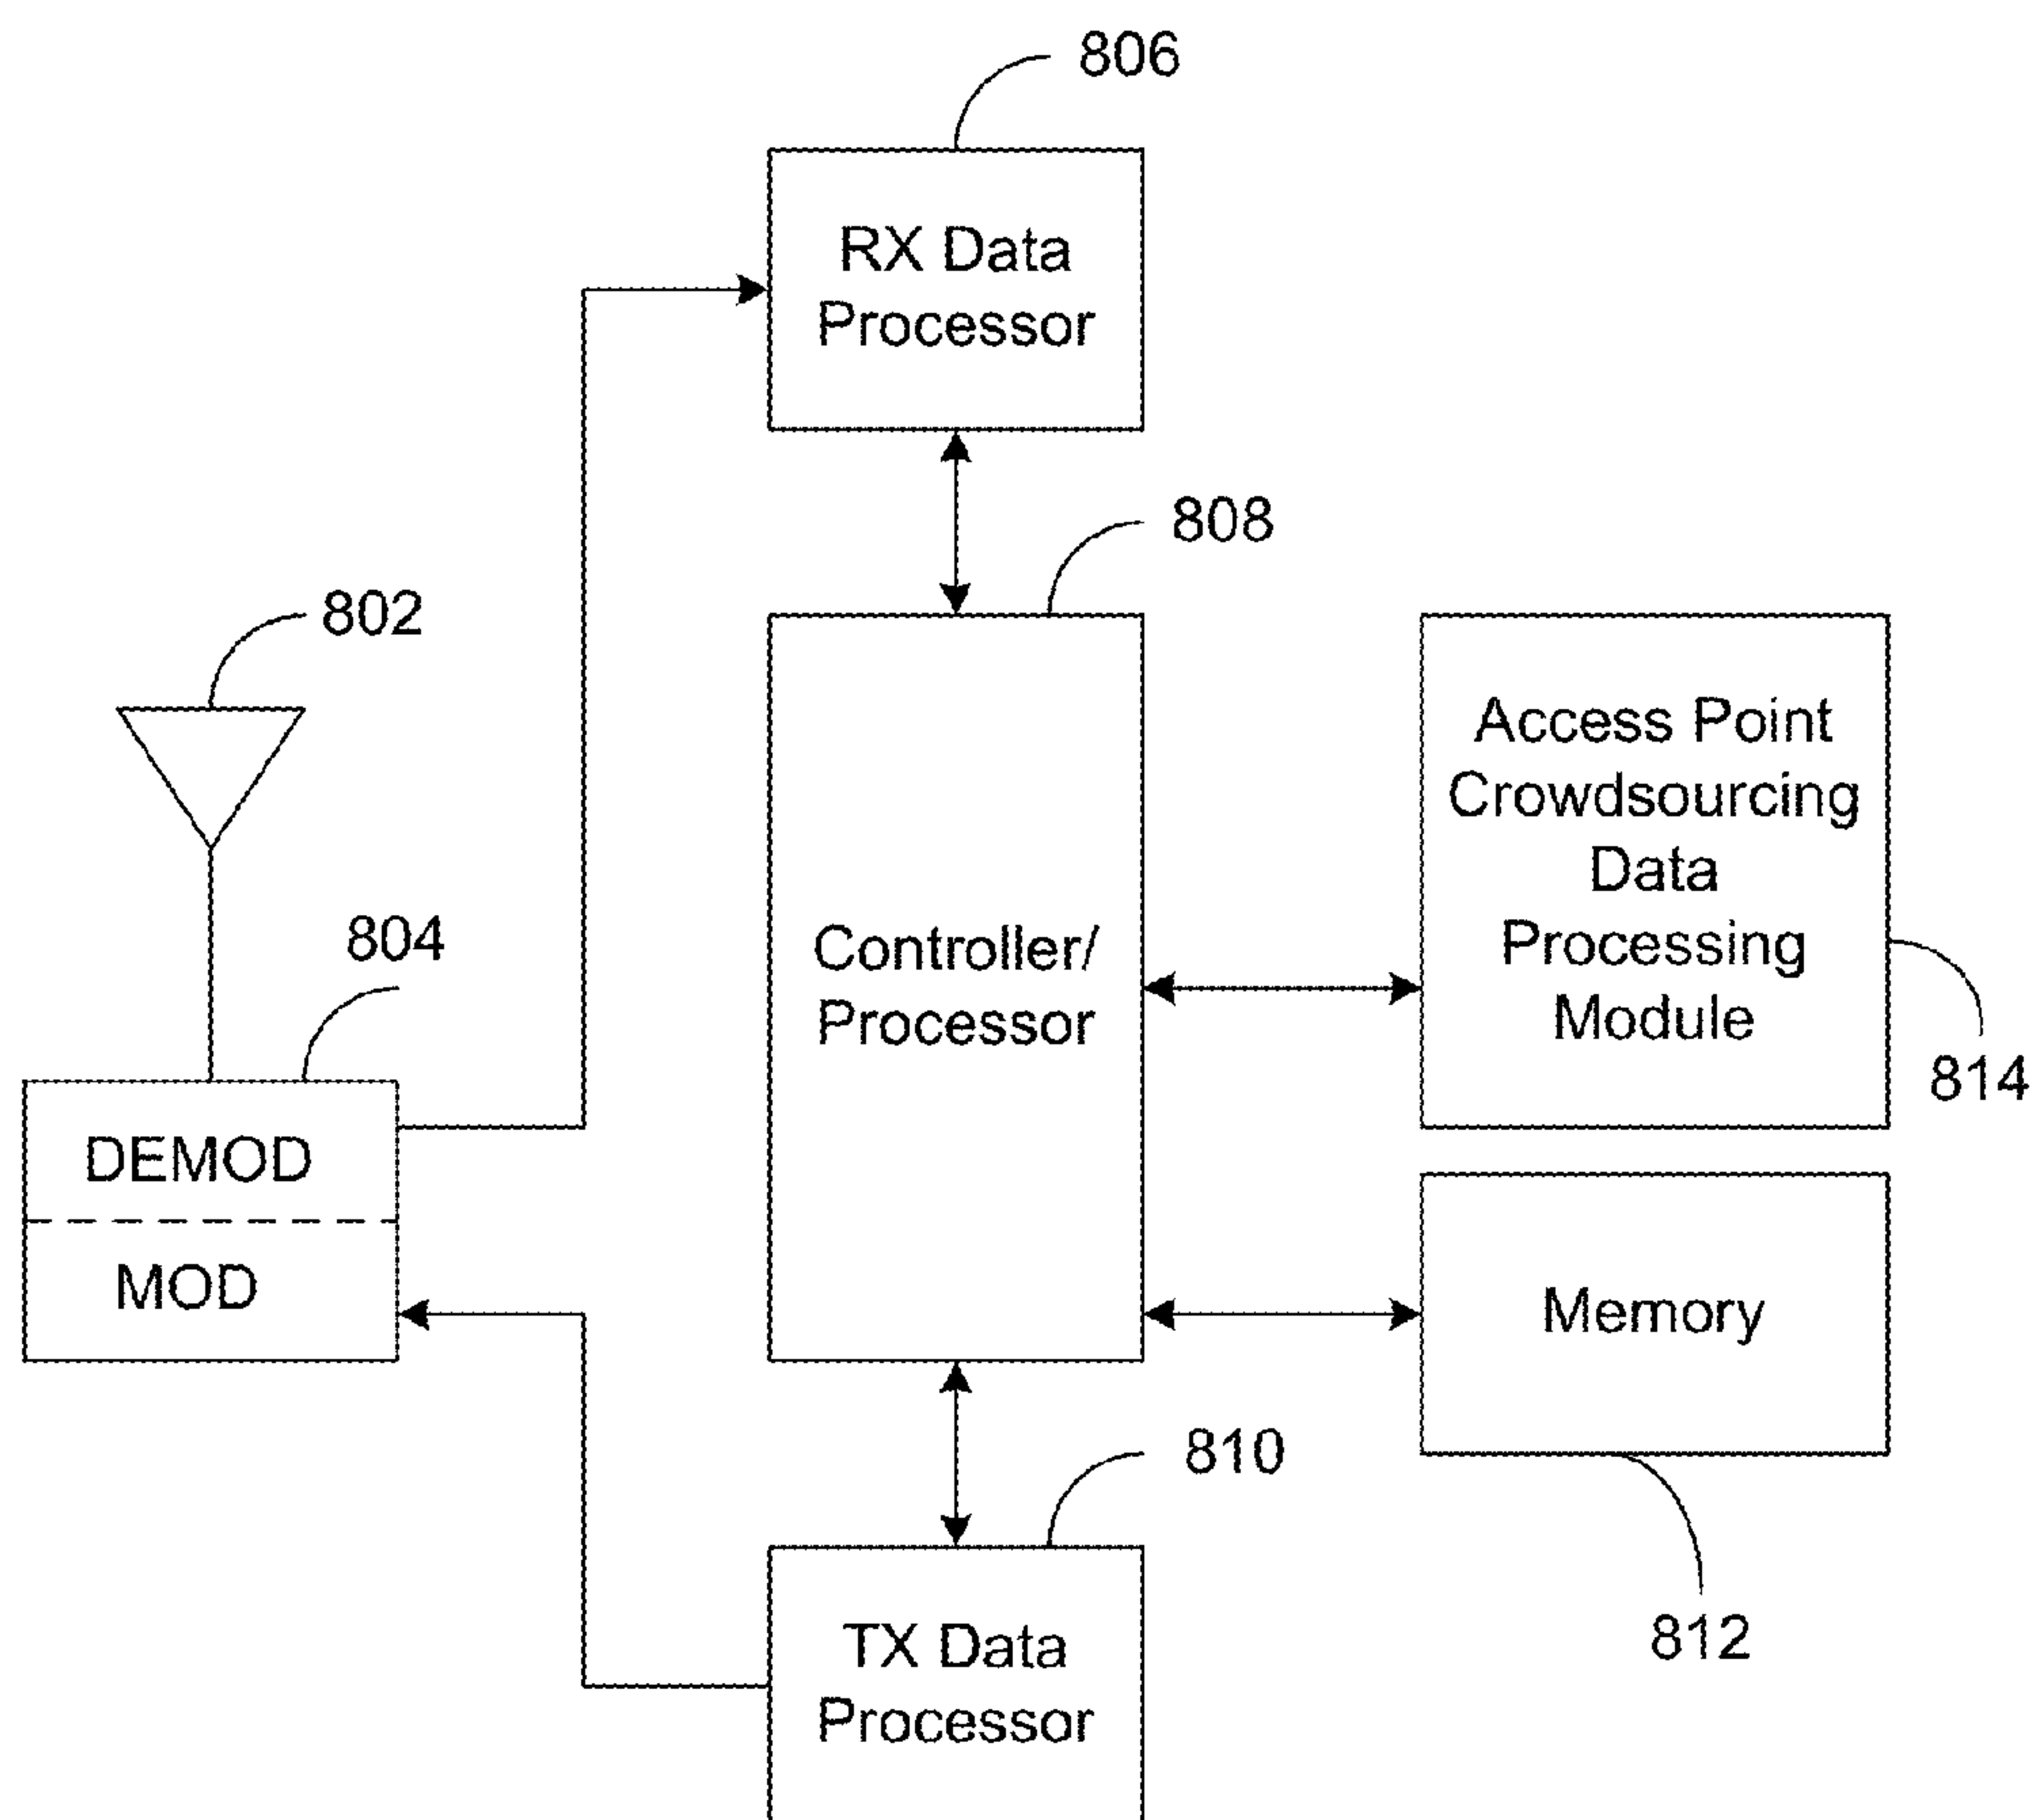 806
RX Data
Processor
808
802
Access Point
Crowdsourcing
Data
Processing
Module
804
Controller/
Processor
814
DEMOD
MOD
Memory
810
812
TX Data
Processor